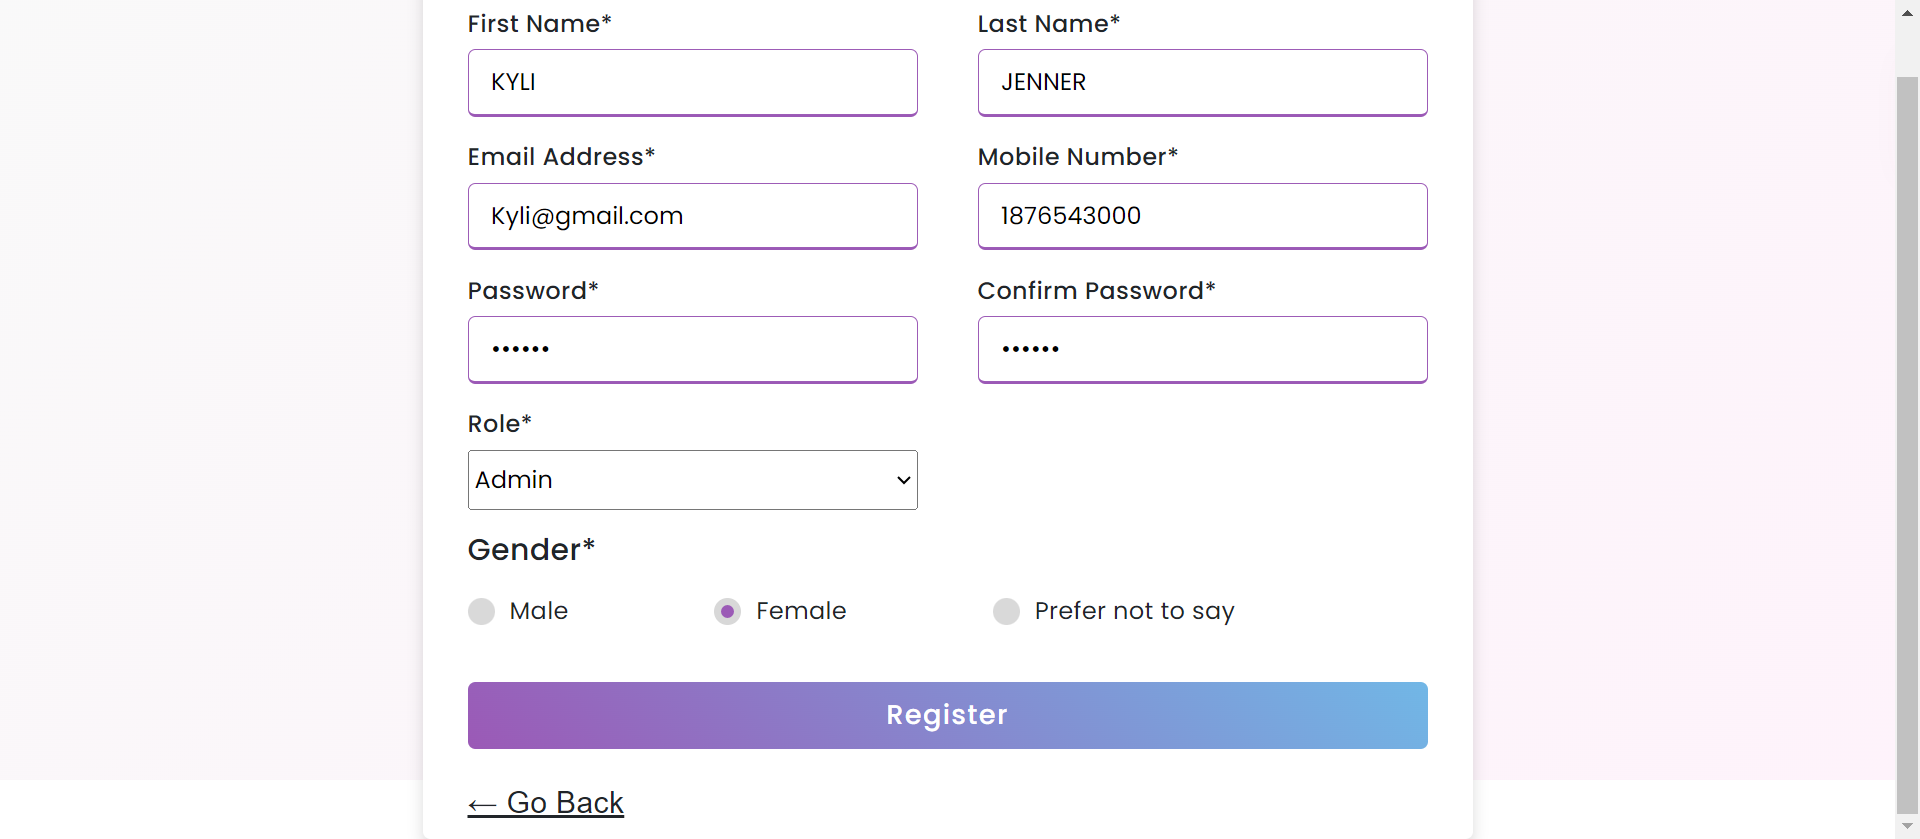 First Name*
Last Name*
KYLI
JENNER
Email Address*
Mobile Number*
Kyli@gmail.com
1876543000
Password*
Confirm Password*
••••••
••••••
Role*
Admin
Gender*
Male
Female
Prefer not to say
Register
← Go Back